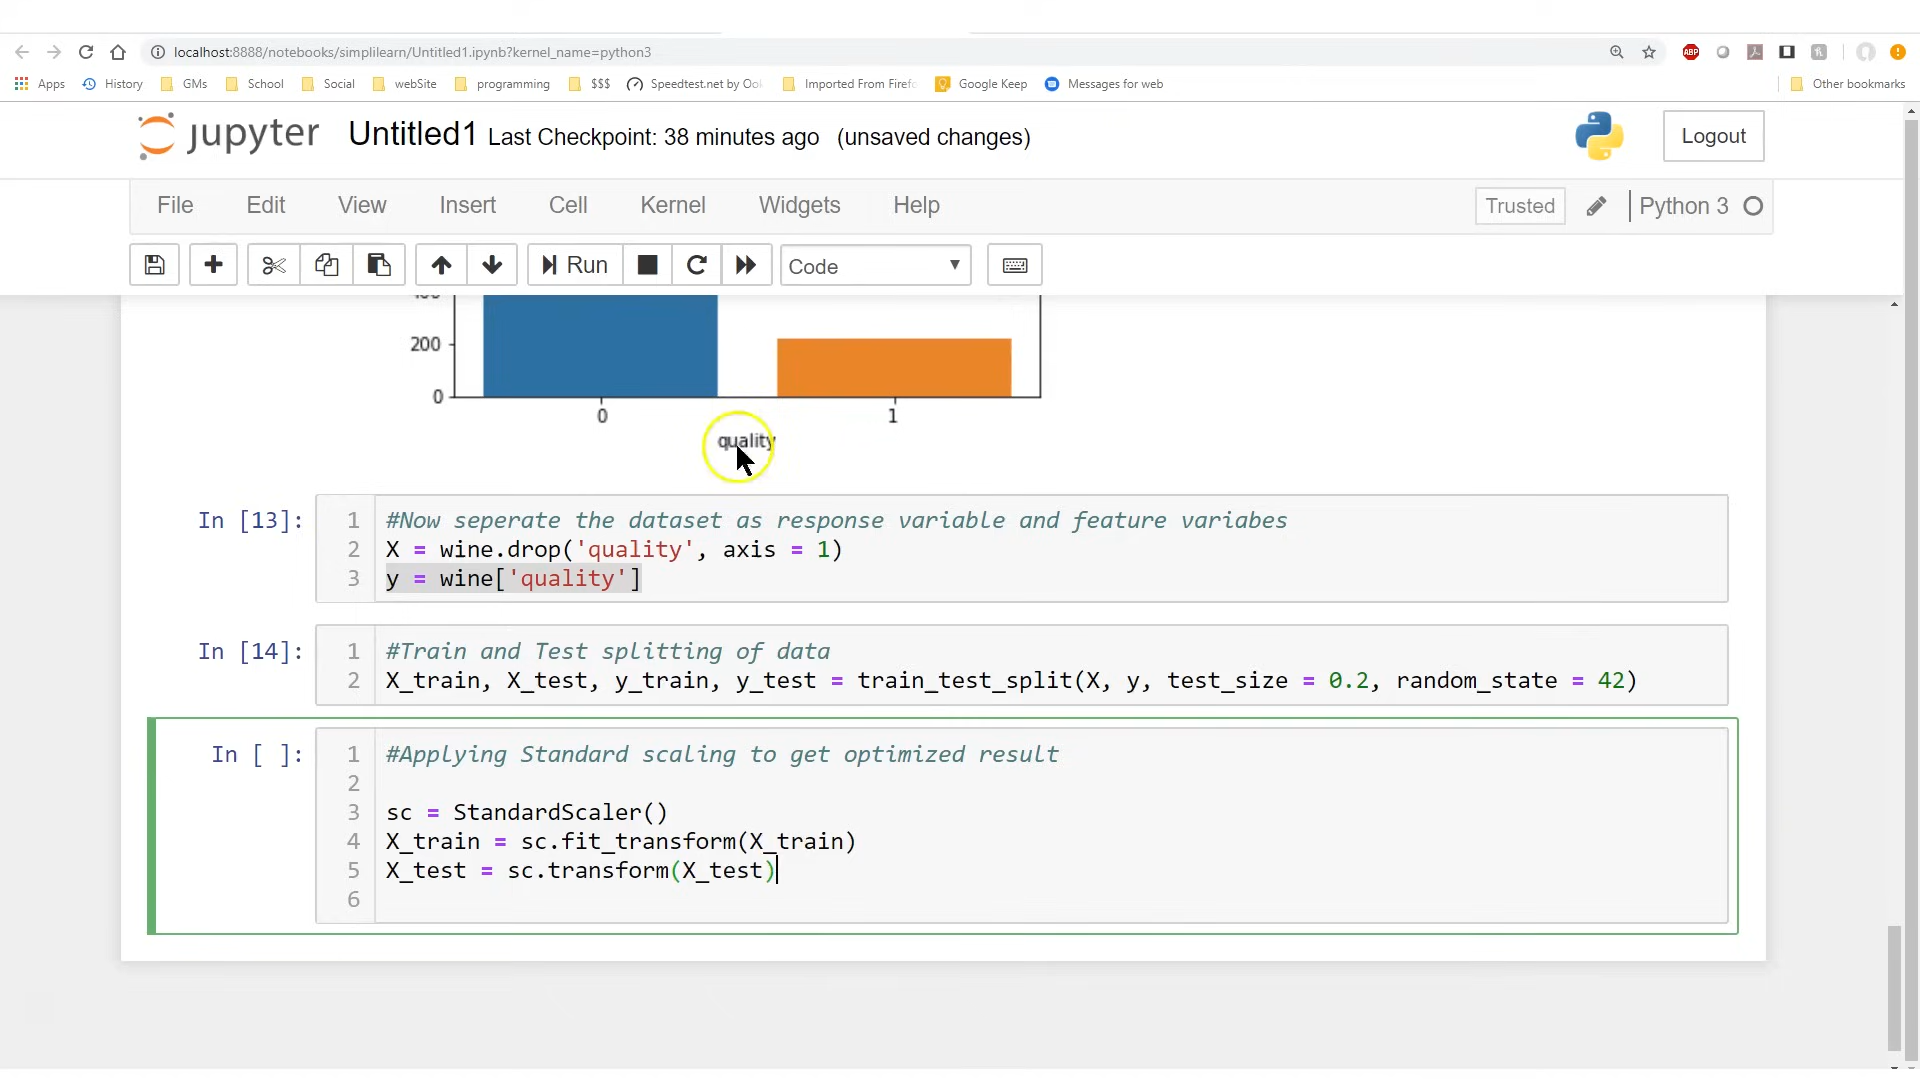 localhost:8888/notebooks/simplilearn/Untitled1.ipynb?kernel_name=python3
ABP
Apps History GMs School Social webSite programming $$$ Speedtest.net by Ook Imported From Firefo Google Keep Messages for web Other bookmarks
jupyter Untitled1 Last Checkpoint: 38 minutes ago (unsaved changes) Logout
File Edit View Insert Cell Kernel Widgets Help Trusted Python 3
Run Code
200
0
0 1
quality
In [13]: 1 #Now seperate the dataset as response variable and feature variabes
2 X = wine.drop('quality', axis = 1)
3 y = wine['quality']
In [14]: 1 #Train and Test splitting of data
2 X_train, X_test, y_train, y_test = train_test_split(X, y, test_size = 0.2, random_state = 42)
In [ ]: 1 #Applying Standard scaling to get optimized result
2
3 sc = StandardScaler()
4 X_train = sc.fit_transform(X_train)
5 X_test = sc.transform(X_test)
6